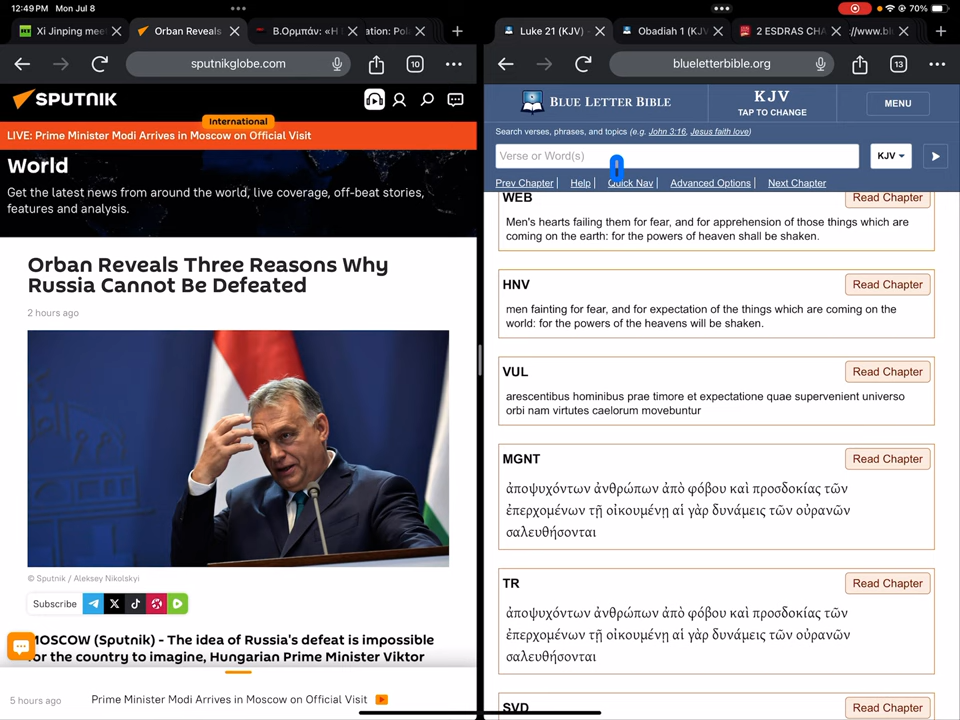 12:49 PM Mon Jul 8
70%
Xi Jinping mee
Orban Reveals
Β.Ορμπάν: «Η
ation: Pol
sputnikglobe.com
10
SPUTNIK
International
LIVE: Prime Minister Modi Arrives in Moscow on Official Visit
World
Get the latest news from around the world, live coverage, off-beat stories,
features and analysis.
Orban Reveals Three Reasons Why
Russia Cannot Be Defeated
2 hours ago
© Sputnik / Aleksey Nikolskyi
Subscribe
MOSCOW (Sputnik) - The idea of Russia's defeat is impossible
for the country to imagine, Hungarian Prime Minister Viktor
5 hours ago
Prime Minister Modi Arrives in Moscow on Official Visit
Luke 21 (KJV) -
Obadiah 1 (KJV
2 ESDRAS CHA
://www.bl
blueletterbible.org
13
BLUE LETTER BIBLE
KJV
TAP TO CHANGE
MENU
Search verses, phrases, and topics (e.g. John 3:16, Jesus faith love)
Verse or Word(s)
KJV
Prev Chapter | Help | Quick Nav | Advanced Options | Next Chapter
WEB
Read Chapter
Men's hearts failing them for fear, and for apprehension of those things which are
coming on the earth: for the powers of heaven shall be shaken.
HNV
Read Chapter
men fainting for fear, and for expectation of the things which are coming on the
world: for the powers of the heavens will be shaken.
VUL
Read Chapter
arescentibus hominibus prae timore et expectatione quae supervenient universo
orbi nam virtutes caelorum movebuntur
MGNT
Read Chapter
ἀποψυχόντων ἀνθρώπων ἀπὸ φόβου καὶ προσδοκίας τῶν
ἐπερχομένων τῇ οἰκουμένῃ αἱ γὰρ δυνάμεις τῶν οὐρανῶν
σαλευθήσονται
TR
Read Chapter
ἀποψυχόντων ἀνθρώπων ἀπὸ φόβου καὶ προσδοκίας τῶν
ἐπερχομένων τῇ οἰκουμένῃ αἱ γὰρ δυνάμεις τῶν οὐρανῶν
σαλευθήσονται
SVD
Read Chapter